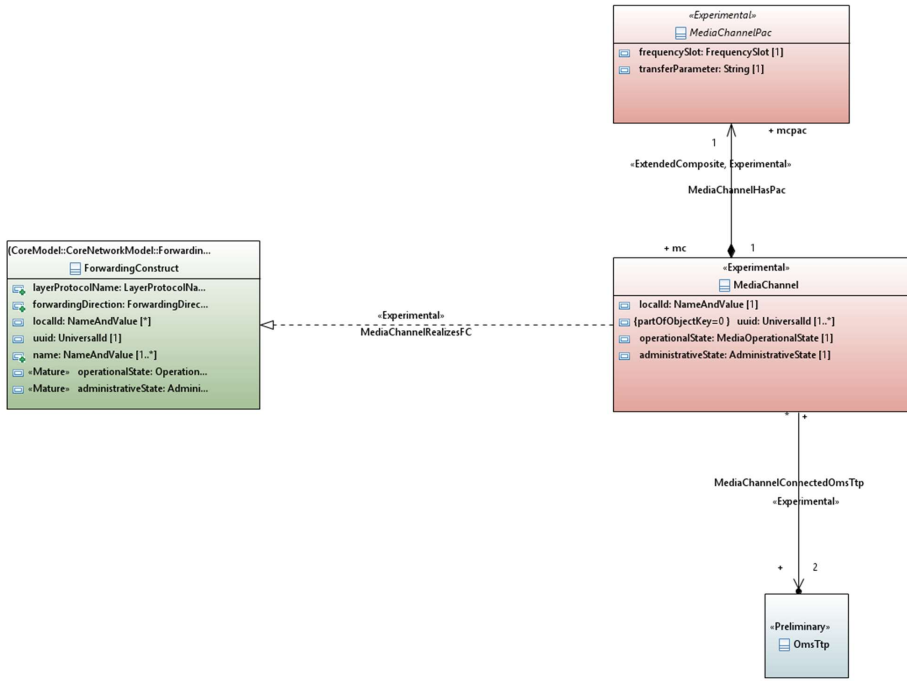 «Experimental»
MediaChannelPac
frequencySlot: FrequencySlot [1]
transferParameter: String [1]
+ mcpac
1
«ExtendedComposite, Experimental»
MediaChannelHasPac
+ mc
1
(CoreModel::CoreNetworkModel::Forwardin...
ForwardingConstruct
layerProtocolName: LayerProtocolNa...
forwardingDirection: ForwardingDirec...
localId: NameAndValue [*]
uuid: UniversalId [1]
name: NameAndValue [1..*]
«Mature» operationalState: Operation...
«Mature» administrativeState: Admini...
«Experimental»
MediaChannelRealizesFC
«Experimental»
MediaChannel
localId: NameAndValue [1]
{partOfObjectKey=0 } uuid: UniversalId [1..*]
operationalState: MediaOperationalState [1]
administrativeState: AdministrativeState [1]
* +
MediaChannelConnectedOmsTtp
«Experimental»
+ 2
«Preliminary»
OmsTtp